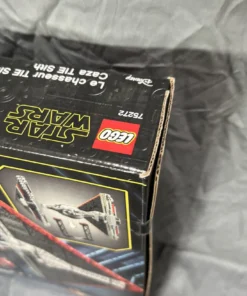 LEGO
75272
STAR
WARS
Le chasseur TIE Sith
Caza TIE Sith
Disney